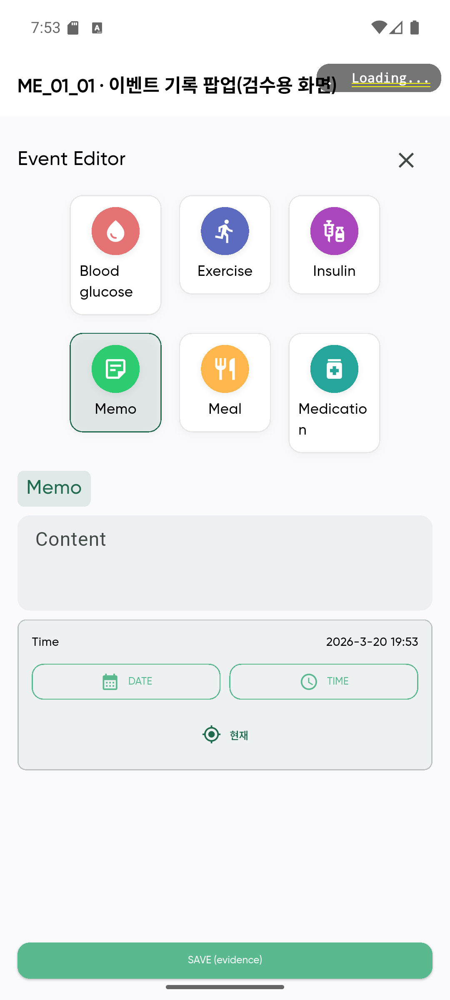 7:53
ME_01_01 · 이벤트 기록 팝업(검수용 화면)
Loading...
Event Editor
Blood
glucose
Exercise
Insulin
Memo
Meal
Medicatio
n
Memo
Content
Time
2026-3-20 19:53
DATE
TIME
현재
SAVE (evidence)